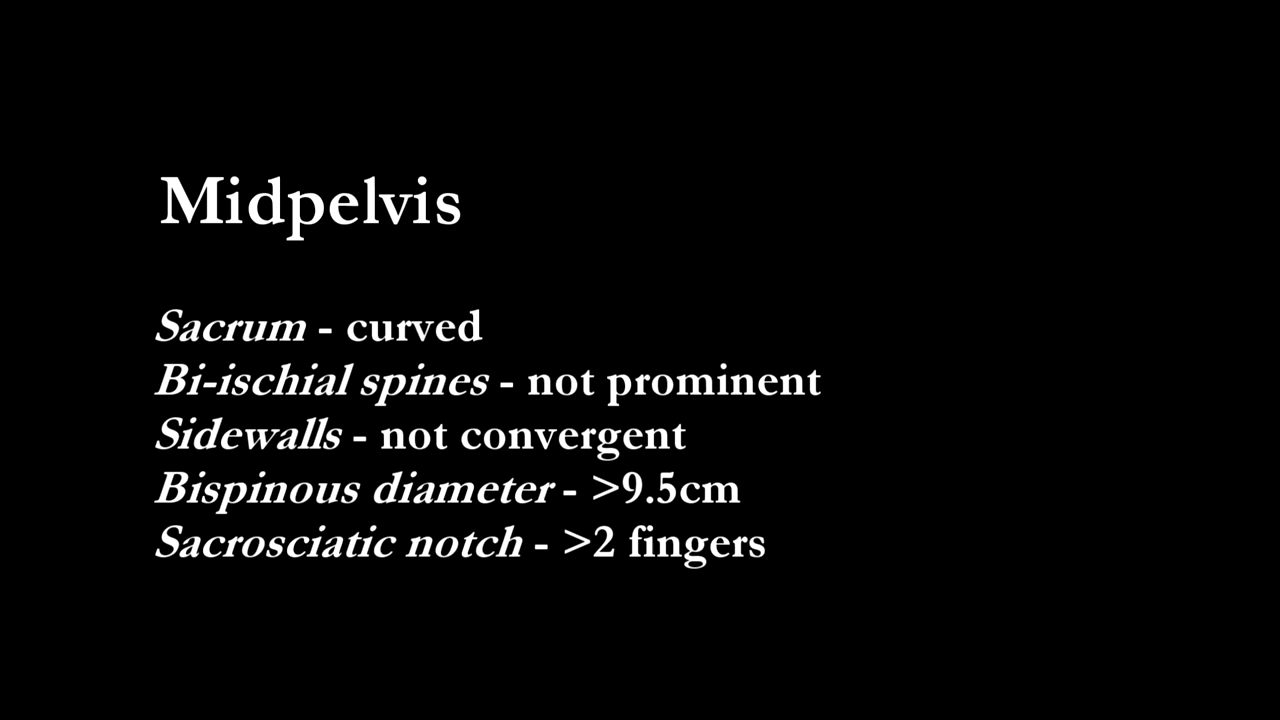 Midpelvis
Sacrum - curved
Bi-ischial spines - not prominent
Sidewalls - not convergent
Bispinous diameter - >9.5cm
Sacrosciatic notch - >2 fingers